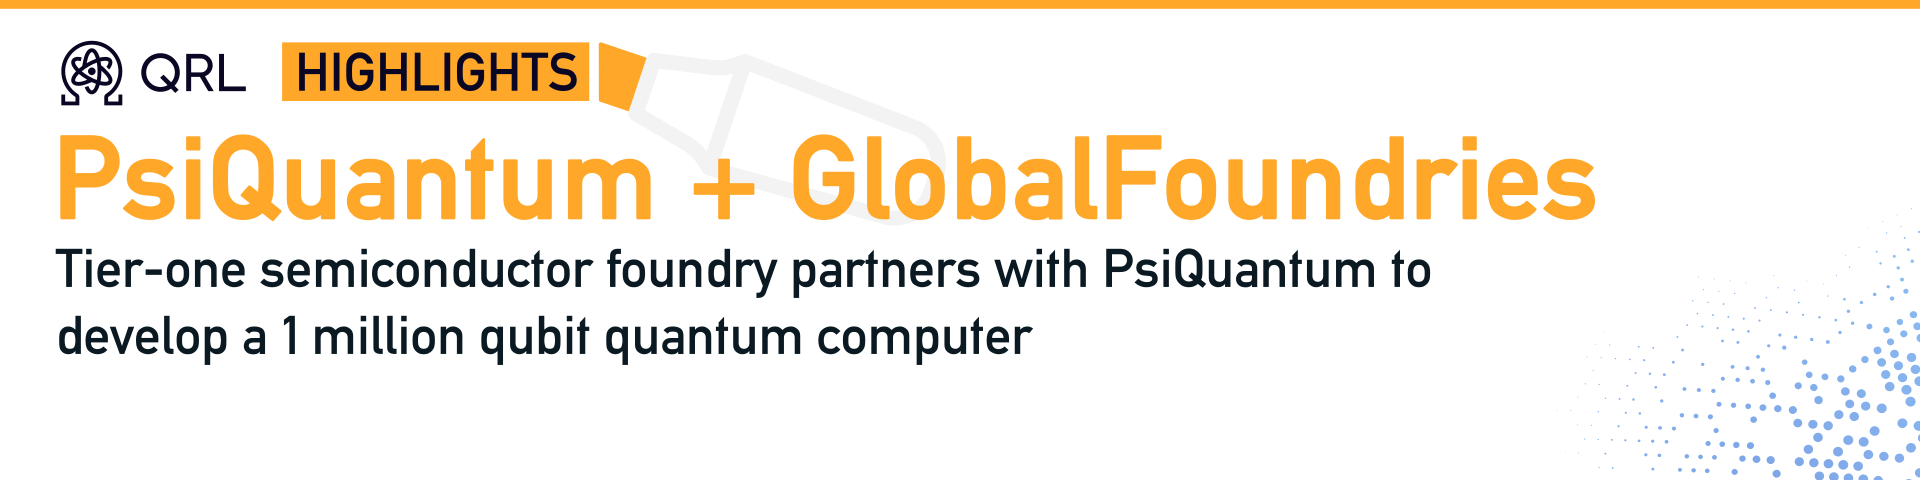 QRL HIGHLIGHTS
PsiQuantum + GlobalFoundries
Tier-one semiconductor foundry partners with PsiQuantum to
develop a 1 million qubit quantum computer